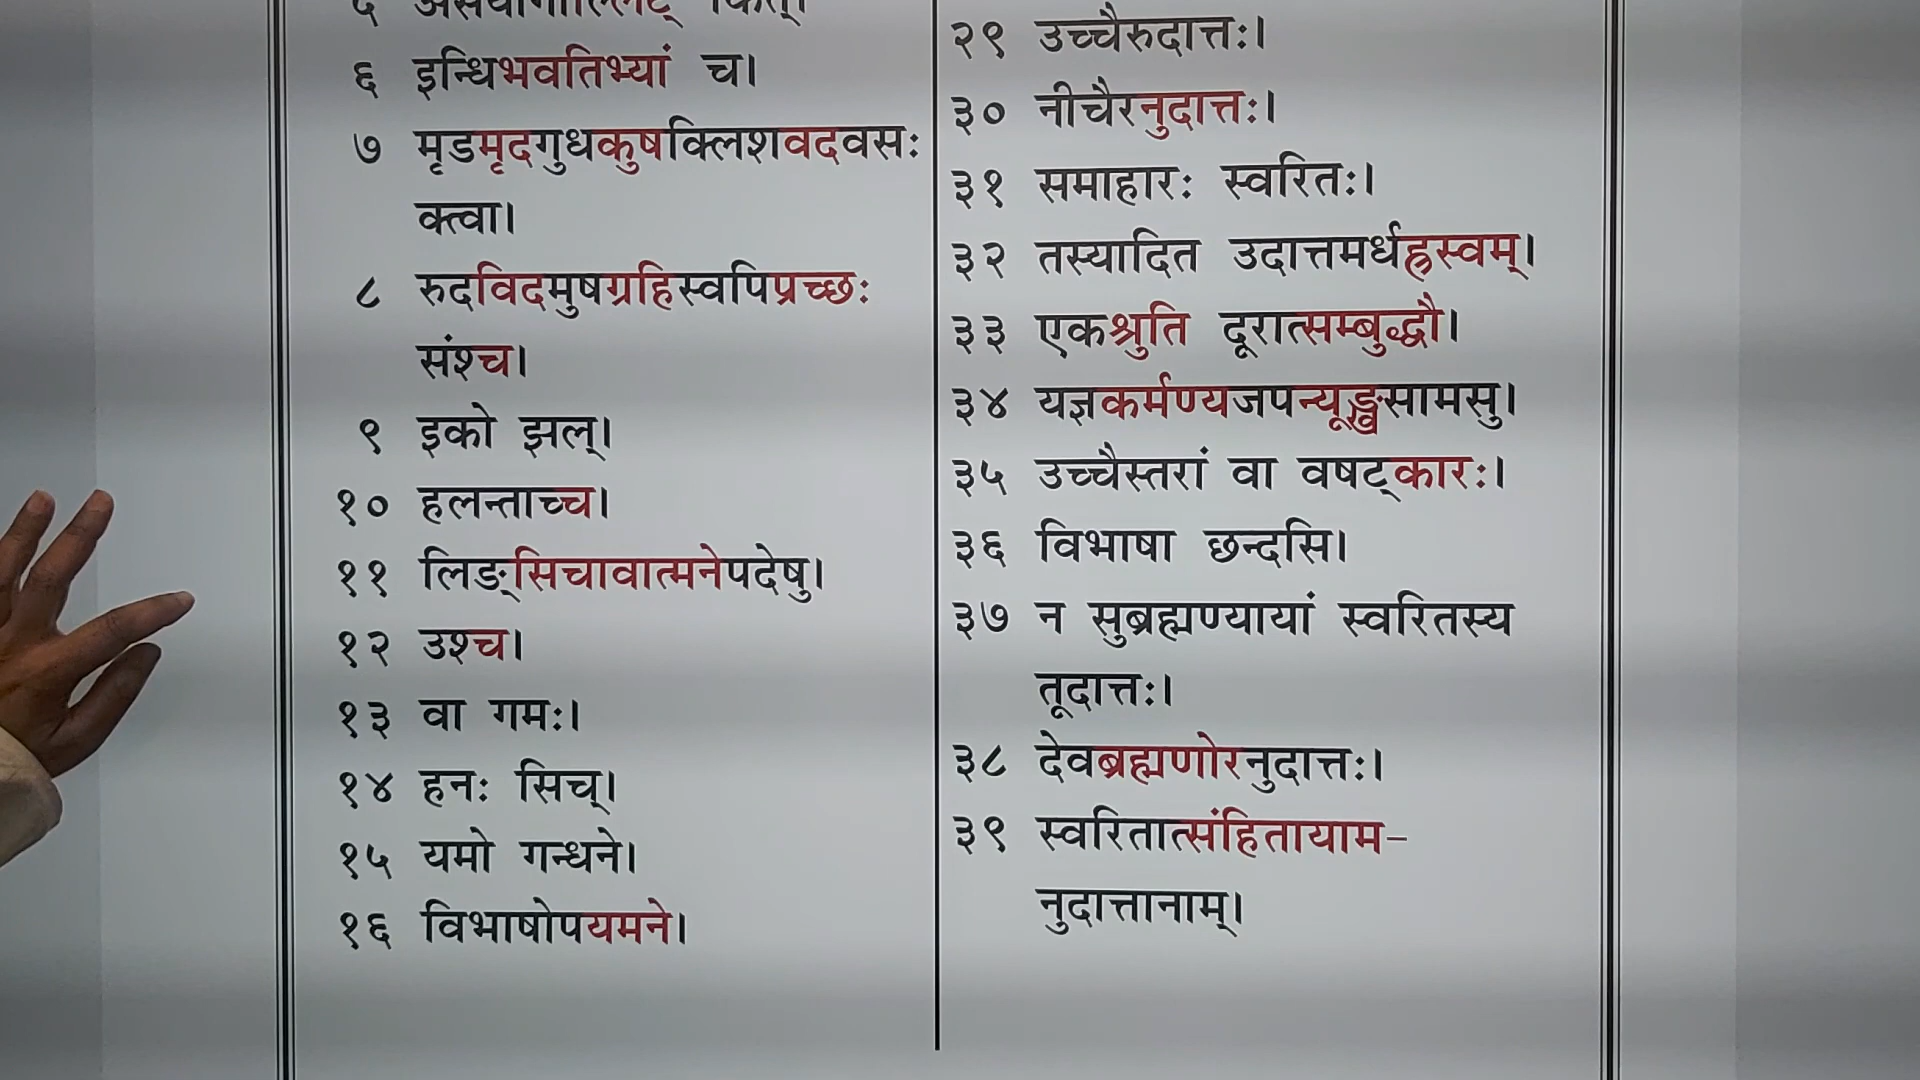 ५ असंयोगाल्लिट् कित्।
६ इन्धिभवतिभ्यां च।
७ मृडमृदगुधकुषक्लिशवदवसः
क्त्वा।
८ रुदविदमुषग्रहिस्वपिप्रच्छः
संश्च।
९ इको झल्।
१० हलन्ताच्च।
११ लिङ्सिचावात्मनेपदेषु।
१२ उश्च।
१३ वा गमः।
१४ हनः सिच्।
१५ यमो गन्धने।
१६ विभाषोपयमने।
२९ उच्चैरुदात्तः।
३० नीचैरनुदात्तः।
३१ समाहारः स्वरितः।
३२ तस्यादित उदात्तमर्धह्रस्वम्।
३३ एकश्रुति दूरात्सम्बुद्धौ।
३४ यज्ञकर्मण्यजपन्यूङ्खसामसु।
३५ उच्चैस्तरां वा वषट्कारः।
३६ विभाषा छन्दसि।
३७ न सुब्रह्मण्यायां स्वरितस्य
तूदात्तः।
३८ देवब्रह्मणोरनुदात्तः।
३९ स्वरितात्संहितायाम-
नुदात्तानाम्।